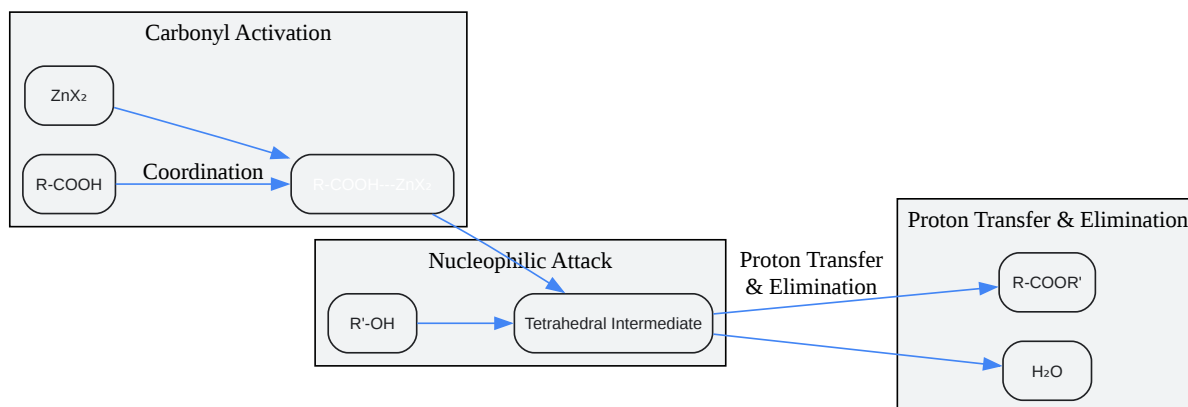 Carbonyl Activation
ZnX₂
R-COOH
Coordination
R-COOH---ZnX₂
Nucleophilic Attack
R'-OH
Tetrahedral Intermediate
Proton Transfer
& Elimination
Proton Transfer & Elimination
R-COOR'
H₂O